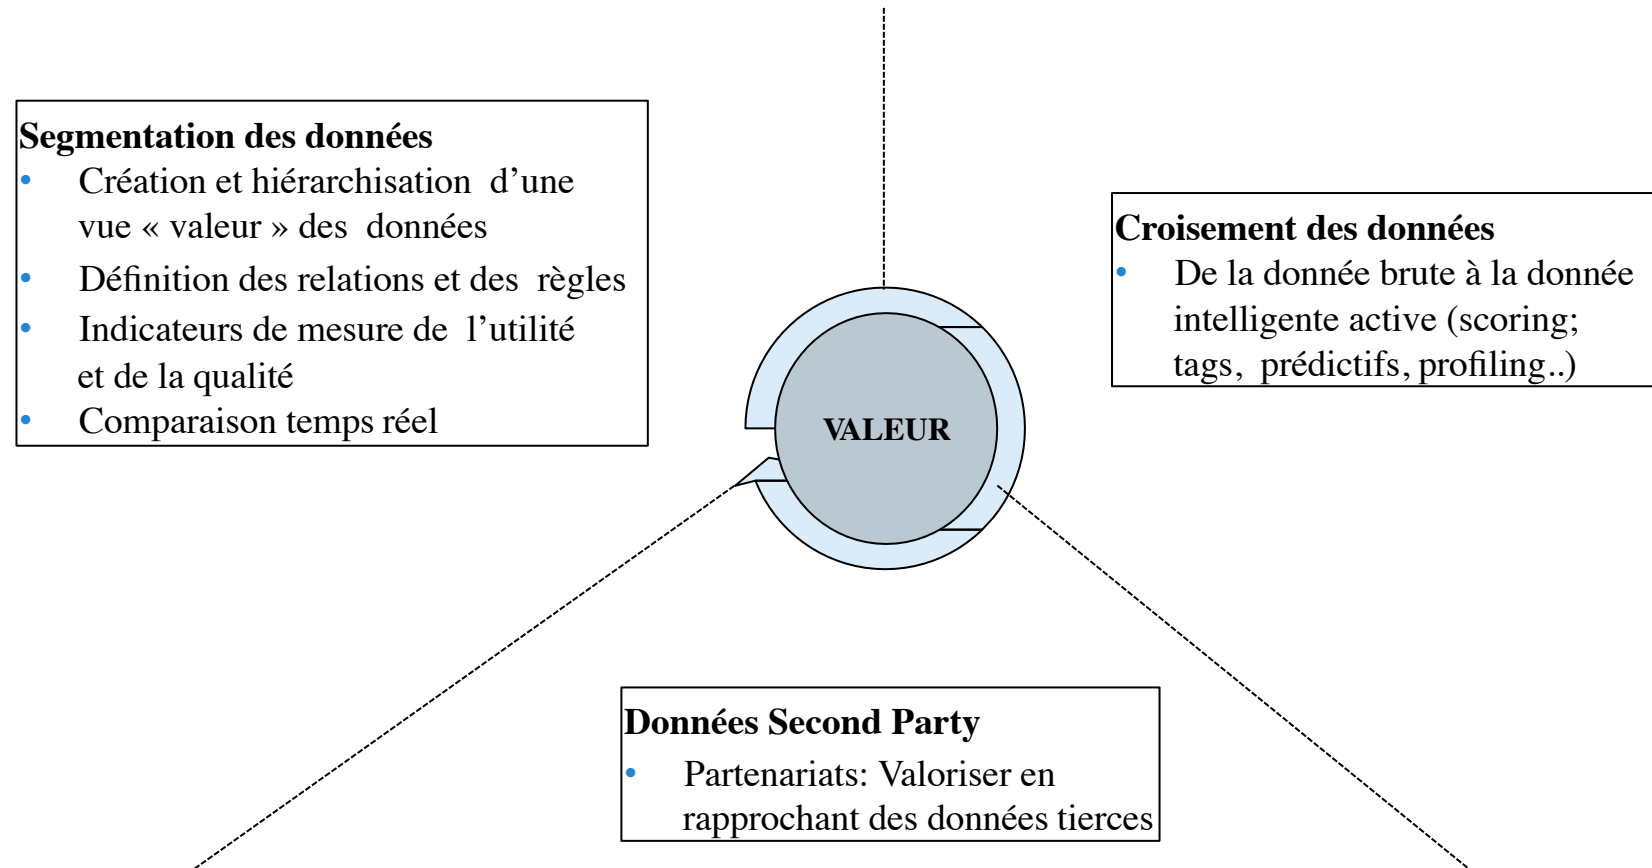 Segmentation des données
• Création et hiérarchisation d’une
vue « valeur » des données
• Définition des relations et des règles
• Indicateurs de mesure de l’utilité
et de la qualité
• Comparaison temps réel
Croisement des données
• De la donnée brute à la donnée
intelligente active (scoring;
tags, prédictifs, profiling..)
VALEUR
Données Second Party
• Partenariats: Valoriser en
rapprochant des données tierces